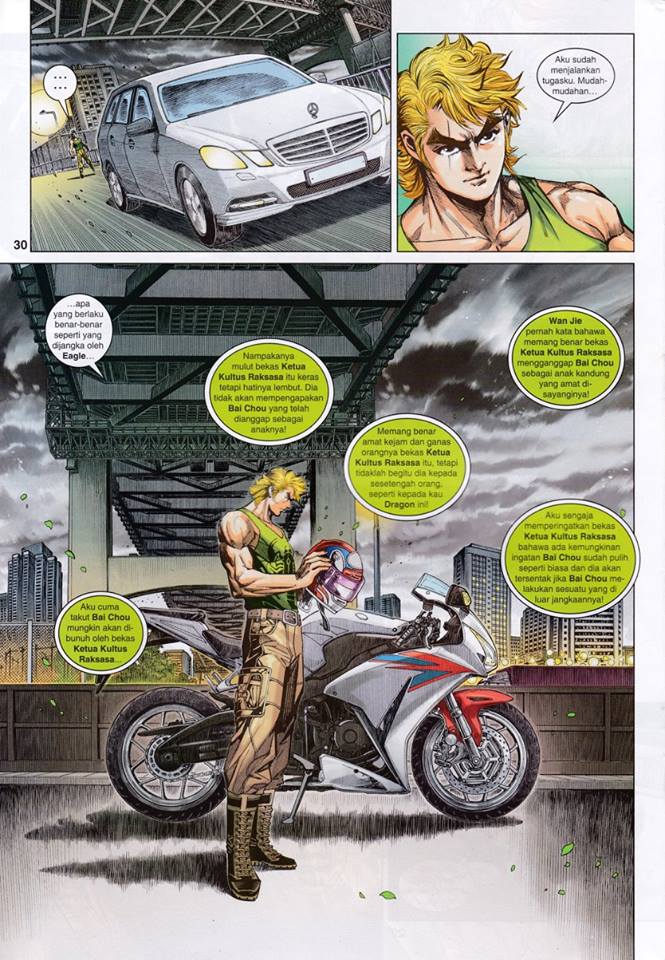 ...
...
Aku sudah
menjalankan
tugasku. Mudah-
mudahan...
30
...apa
yang berlaku
benar-benar
seperti yang
dijangka oleh
Eagle...
Nampakanya
mulut bekas Ketua
Kultus Raksasa itu keras
tetapi hatinya lembut. Dia
tidak akan mempengapakan
Bai Chou yang telah
dianggap sebagai
anaknya!
Wan Jie
pernah kata bahawa
memang benar bekas
Ketua Kultus Raksasa
menganggap Bai Chou
sebagai anak kandung
yang amat di-
sayanginya!
Memang benar
amat kejam dan ganas
orangnya bekas Ketua
Kultus Raksasa itu, tetapi
tidaklah begitu dia kepada
sesetengah orang,
seperti kepada kau
Dragon ini!
Aku sengaja
memperingatkan bekas
Ketua Kultus Raksasa
bahawa ada kemungkinan
ingatan Bai Chou sudah pulih
seperti biasa dan dia akan
tersentak jika Bai Chou me-
lakukan sesuatu yang di
luar jangkaannya!
Aku cuma
takut Bai Chou
mungkin akan di-
bunuh oleh bekas
Ketua Kultus
Raksasa...